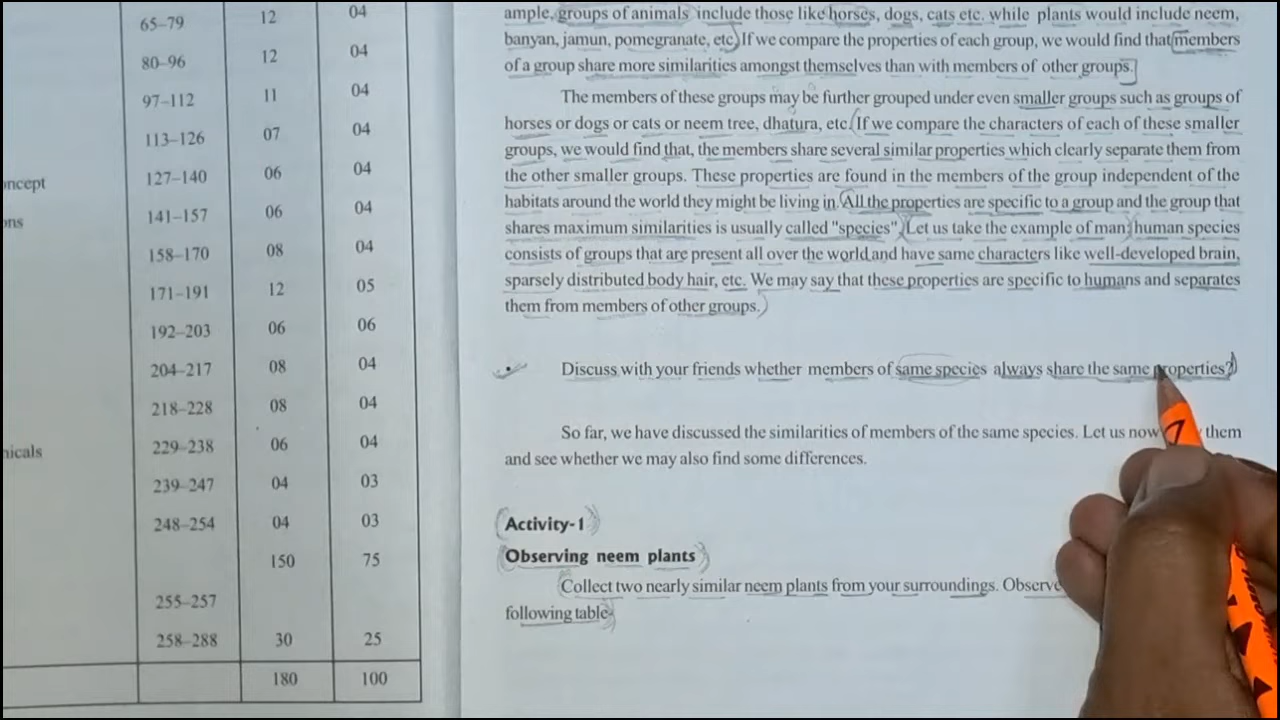 65–79 12 04
80–96 12 04
97–112 11 04
113–126 07 04
127–140 06 04
141–157 06 04
158–170 08 04
171–191 12 05
192–203 06 06
204–217 08 04
218–228 08 04
229–238 06 04
239–247 04 03
248–254 04 03
150 75
255–257
258–288 30 25
180 100
ample, groups of animals include those like horses, dogs, cats etc. while plants would include neem,
banyan, jamun, pomegranate, etc. If we compare the properties of each group, we would find that members
of a group share more similarities amongst themselves than with members of other groups.
The members of these groups may be further grouped under even smaller groups such as groups of
horses or dogs or cats or neem tree, dhatura, etc. If we compare the characters of each of these smaller
groups, we would find that, the members share several similar properties which clearly separate them from
the other smaller groups. These properties are found in the members of the group independent of the
habitats around the world they might be living in. All the properties are specific to a group and the group that
shares maximum similarities is usually called "species". Let us take the example of man; human species
consists of groups that are present all over the world and have same characters like well-developed brain,
sparsely distributed body hair, etc. We may say that these properties are specific to humans and separates
them from members of other groups.
Discuss with your friends whether members of same species always share the same properties?
So far, we have discussed the similarities of members of the same species. Let us now them
and see whether we may also find some differences.
Activity-1
Observing neem plants
Collect two nearly similar neem plants from your surroundings. Observe
following table-